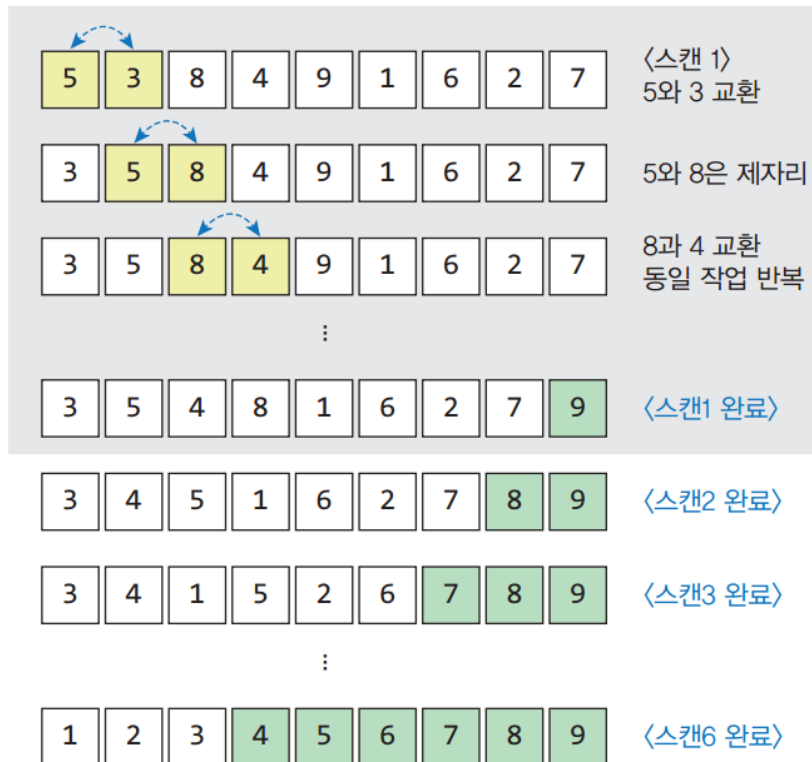 5 3 8 4 9 1 6 2 7 〈스캔 1〉
5와 3 교환
3 5 8 4 9 1 6 2 7 5와 8은 제자리
3 5 8 4 9 1 6 2 7 8과 4 교환
동일 작업 반복
⋮
3 5 4 8 1 6 2 7 9 〈스캔1 완료〉
3 4 5 1 6 2 7 8 9 〈스캔2 완료〉
3 4 1 5 2 6 7 8 9 〈스캔3 완료〉
⋮
1 2 3 4 5 6 7 8 9 〈스캔6 완료〉